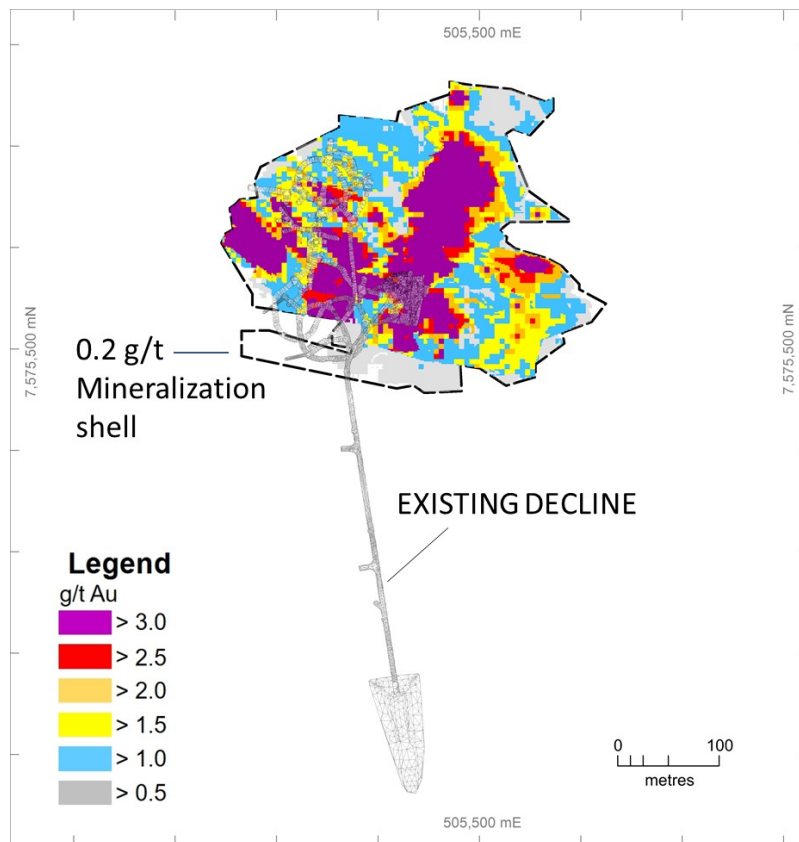 505,500 mE
7,575,500 mN
7,575,500 mN
0.2 g/t
Mineralization
shell
EXISTING DECLINE
Legend
g/t Au
> 3.0
> 2.5
> 2.0
> 1.5
> 1.0
> 0.5
0 100
metres
505,500 mE